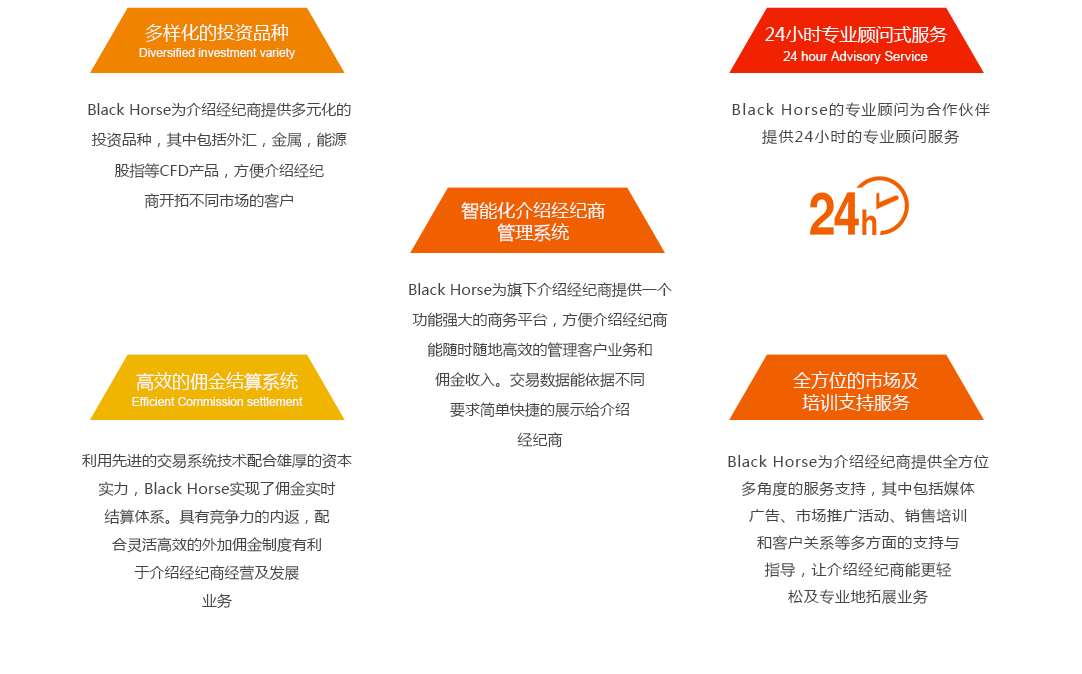 多样化的投资品种
Diversified investment variety
Black Horse为介绍经纪商提供多元化的
投资品种，其中包括外汇，金属，能源
股指等CFD产品，方便介绍经纪
商开拓不同市场的客户
24小时专业顾问式服务
24 hour Advisory Service
Black Horse的专业顾问为合作伙伴
提供24小时的专业顾问服务
24h
智能化介绍经纪商
管理系统
Black Horse为旗下介绍经纪商提供一个
功能强大的商务平台，方便介绍经纪商
能随时随地高效的管理客户业务和
佣金收入。交易数据能依据不同
要求简单快捷的展示给介绍
经纪商
高效的佣金结算系统
Efficient Commission settlement
利用先进的交易系统技术配合雄厚的资本
实力，Black Horse实现了佣金实时
结算体系。具有竞争力的内返，配
合灵活高效的外加佣金制度有利
于介绍经纪商经营及发展
业务
全方位的市场及
培训支持服务
Black Horse为介绍经纪商提供全方位
多角度的服务支持，其中包括媒体
广告、市场推广活动、销售培训
和客户关系等多方面的支持与
指导，让介绍经纪商能更轻
松及专业地拓展业务